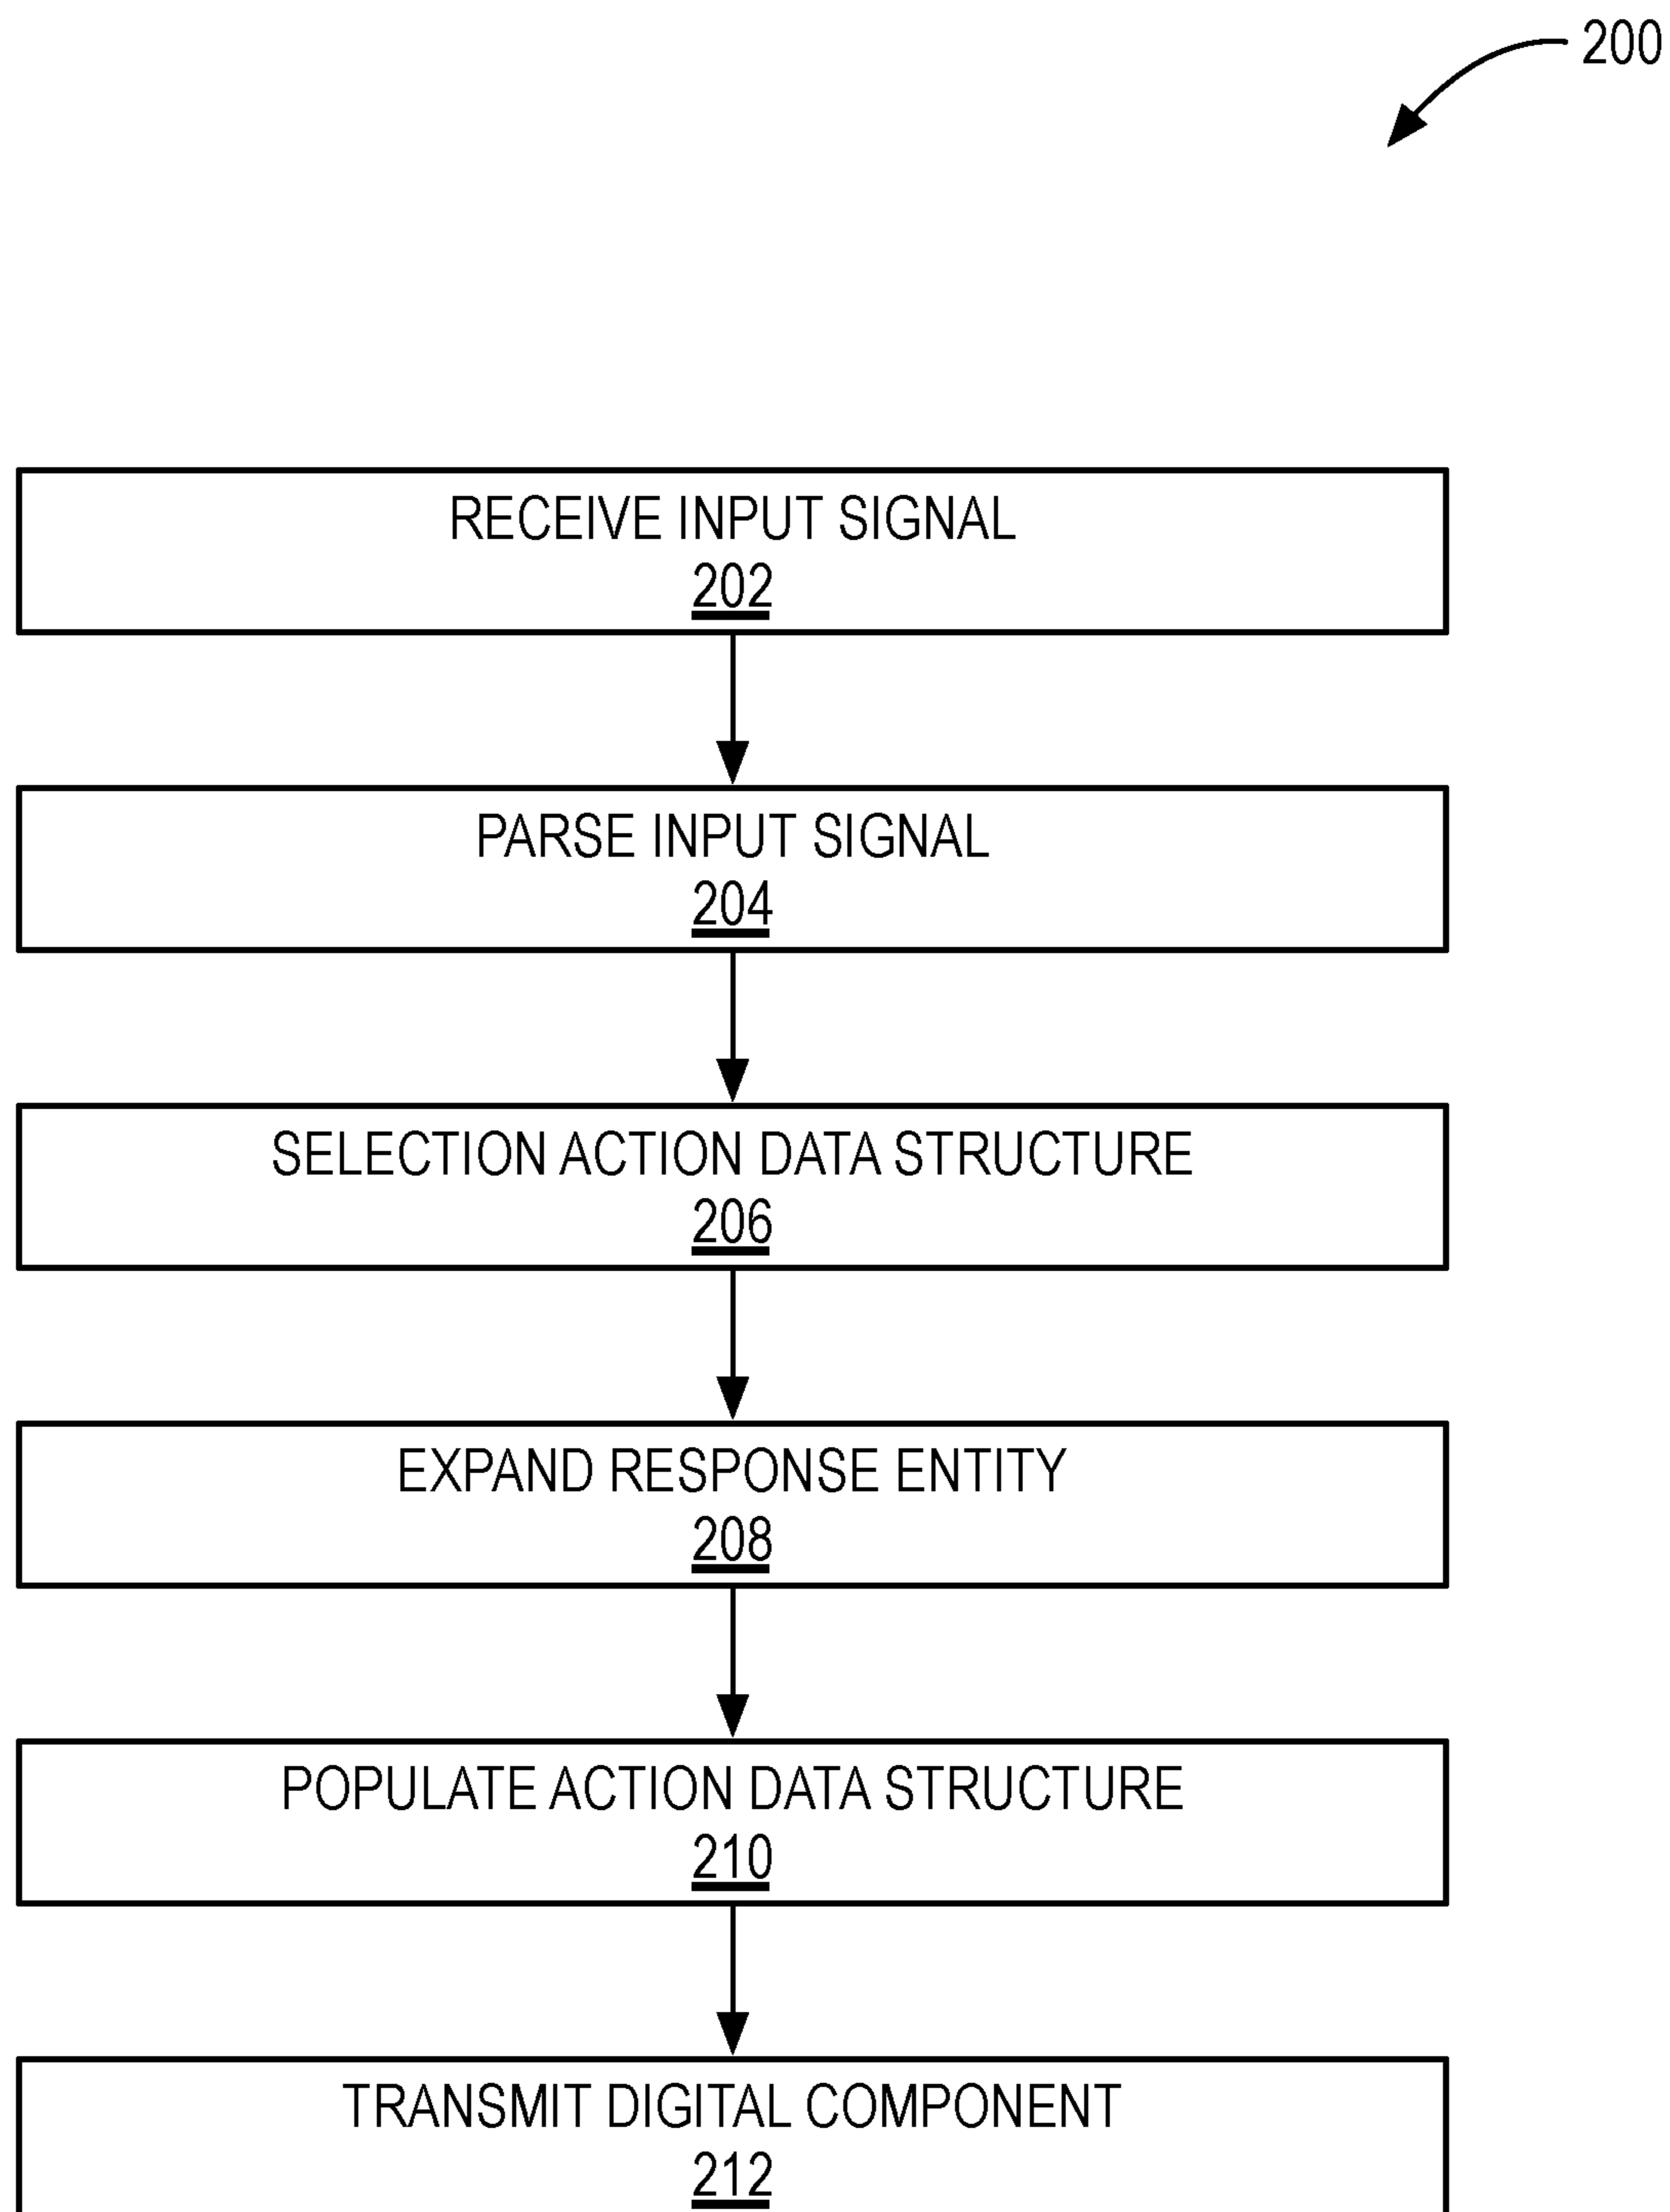 200
RECEIVE INPUT SIGNAL
202
PARSE INPUT SIGNAL
204
SELECTION ACTION DATA STRUCTURE
206
EXPAND RESPONSE ENTITY
208
POPULATE ACTION DATA STRUCTURE
210
TRANSMIT DIGITAL COMPONENT
212